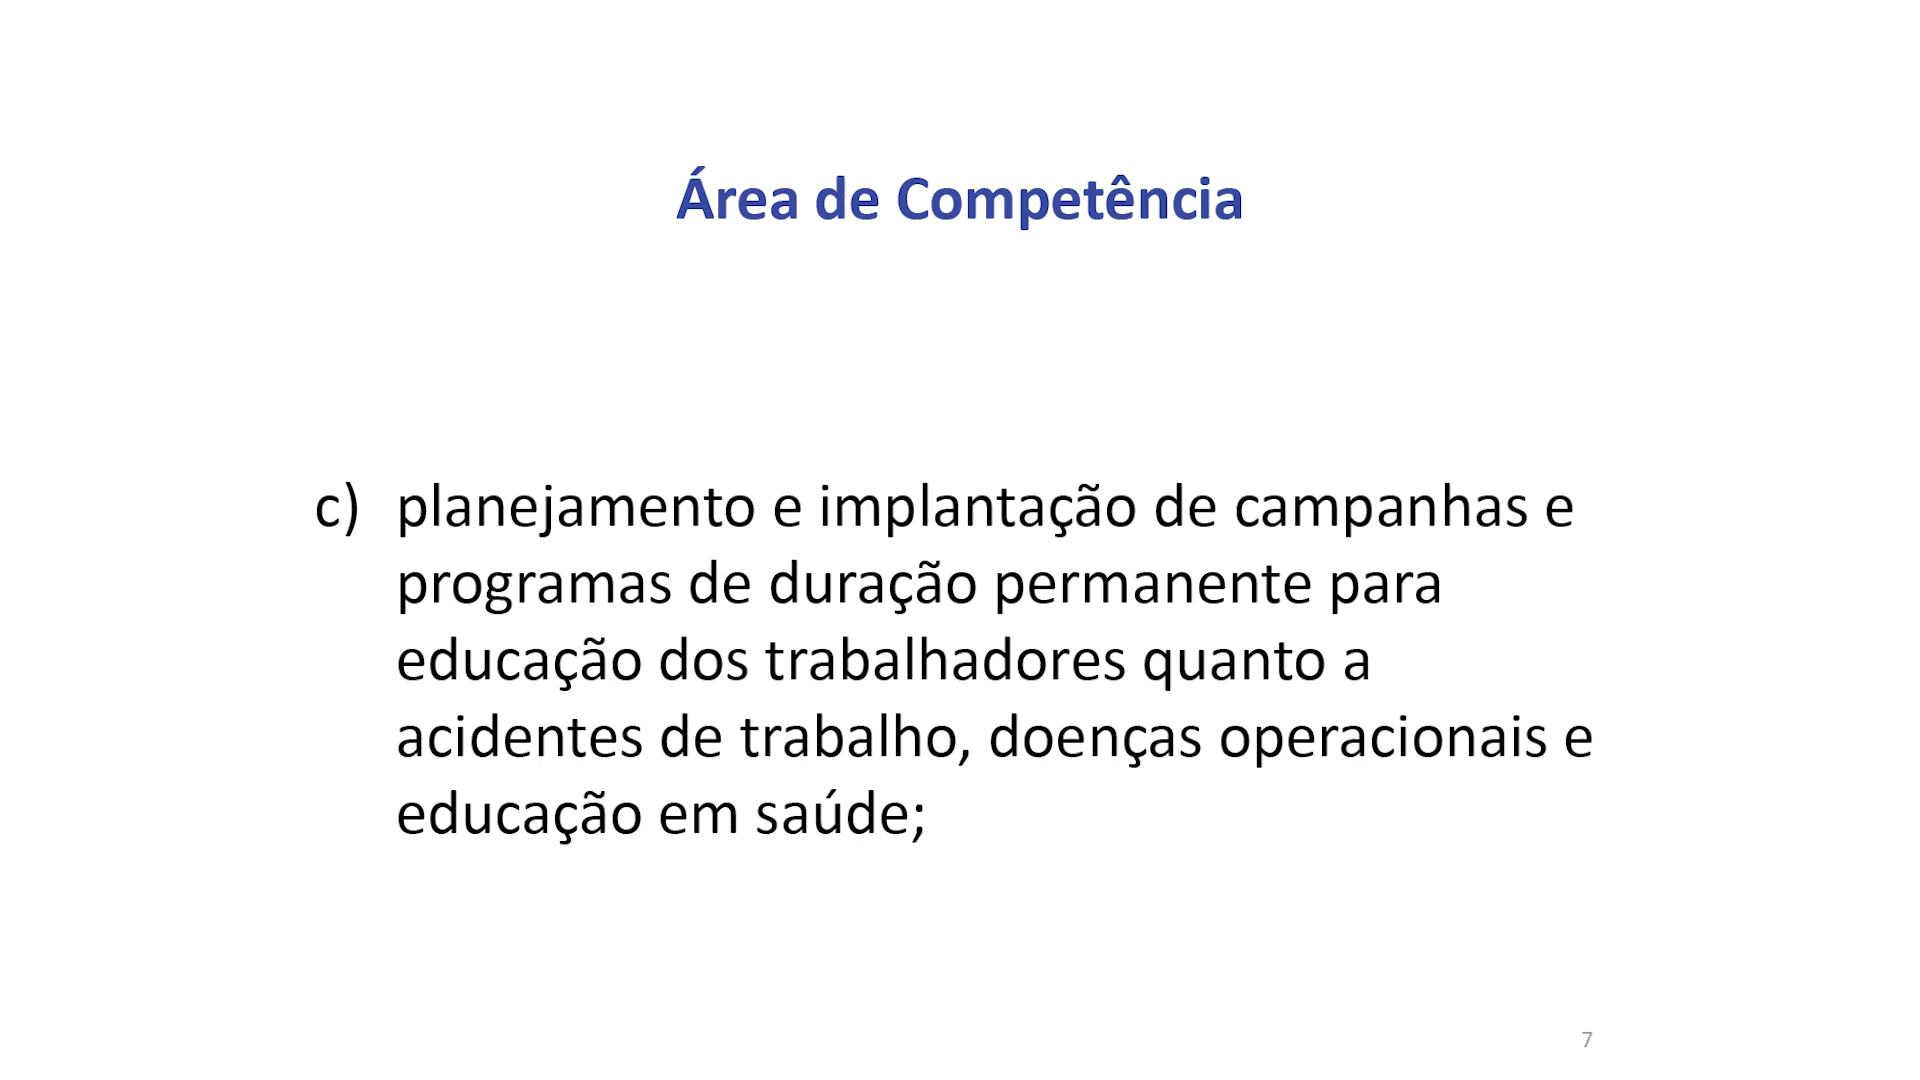 Área de Competência
c) planejamento e implantação de campanhas e
programas de duração permanente para
educação dos trabalhadores quanto a
acidentes de trabalho, doenças operacionais e
educação em saúde;
7